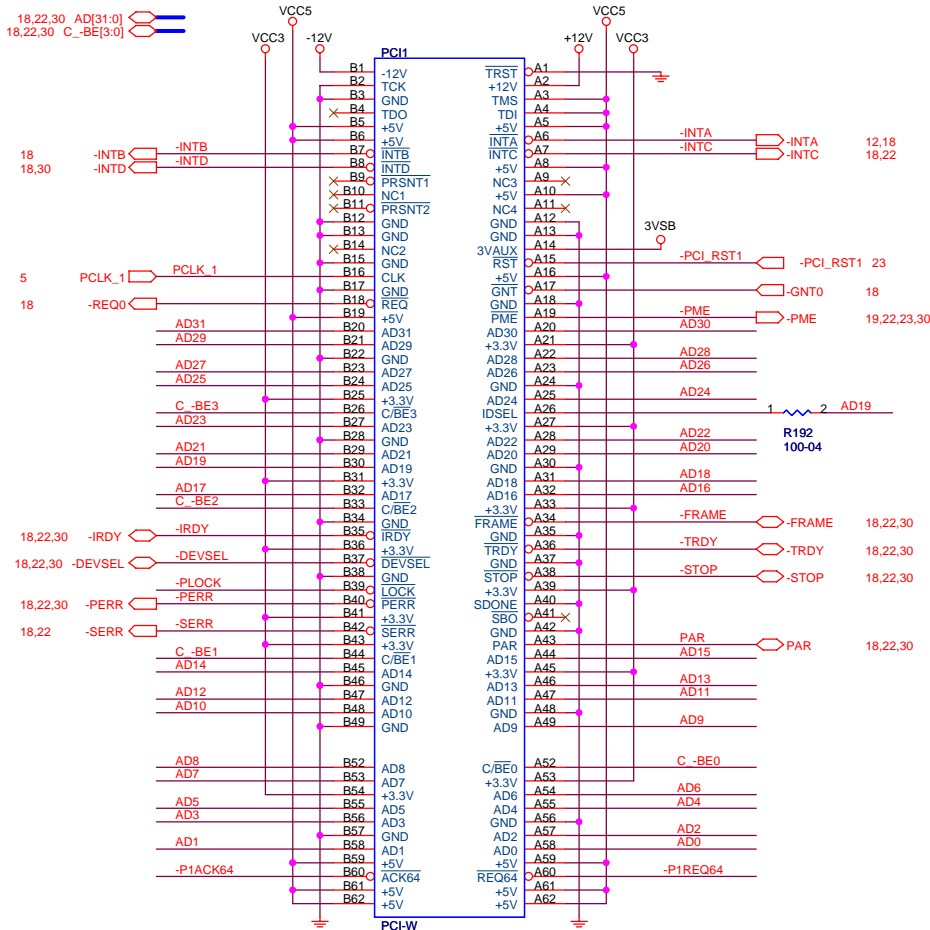 18,22,30 AD[31:0]
18,22,30 C_-BE[3:0]
VCC5 VCC5
VCC3 -12V +12V VCC3
PCI1
B1 -12V TRST A1
B2 TCK +12V A2
B3 GND TMS A3
B4 TDO TDI A4
B5 +5V +5V A5
B6 +5V INTA A6 -INTA -INTA 12,18
18 -INTB -INTB B7 INTB INTC A7 -INTC -INTC 18,22
18,30 -INTD -INTD B8 INTD +5V A8
B9 PRSNT1 NC3 A9
B10 NC1 +5V A10
B11 PRSNT2 NC4 A11
B12 GND GND A12
B13 GND GND A13
3VSB
B14 NC2 3VAUX A14
B15 GND RST A15 -PCI_RST1 -PCI_RST1 23
5 PCLK_1 PCLK_1 B16 CLK +5V A16
B17 GND GNT A17 -GNT0 18
18 -REQ0 B18 REQ GND A18
B19 +5V PME A19 -PME -PME 19,22,23,30
AD31 B20 AD31 AD30 A20 AD30
AD29 B21 AD29 +3.3V A21
B22 GND AD28 A22 AD28
AD27 B23 AD27 AD26 A23 AD26
AD25 B24 AD25 GND A24
B25 +3.3V AD24 A25 AD24
C_-BE3 B26 C/BE3 IDSEL A26 1 2 AD19
AD23 B27 AD23 +3.3V A27
R192
100-04
B28 GND AD22 A28 AD22
AD21 B29 AD21 AD20 A29 AD20
AD19 B30 AD19 GND A30
B31 +3.3V AD18 A31 AD18
AD17 B32 AD17 AD16 A32 AD16
C_-BE2 B33 C/BE2 +3.3V A33
B34 GND FRAME A34 -FRAME -FRAME 18,22,30
18,22,30 -IRDY -IRDY B35 IRDY GND A35
B36 +3.3V TRDY A36 -TRDY -TRDY 18,22,30
18,22,30 -DEVSEL -DEVSEL B37 DEVSEL GND A37
B38 GND STOP A38 -STOP -STOP 18,22,30
-PLOCK B39 LOCK +3.3V A39
18,22,30 -PERR -PERR B40 PERR SDONE A40
B41 +3.3V SBO A41
18,22 -SERR -SERR B42 SERR GND A42
B43 +3.3V PAR A43 PAR PAR 18,22,30
C_-BE1 B44 C/BE1 AD15 A44 AD15
AD14 B45 AD14 +3.3V A45
B46 GND AD13 A46 AD13
AD12 B47 AD12 AD11 A47 AD11
AD10 B48 AD10 GND A48
B49 GND AD9 A49 AD9
AD8 B52 AD8 C/BE0 A52 C_-BE0
AD7 B53 AD7 +3.3V A53
B54 +3.3V AD6 A54 AD6
AD5 B55 AD5 AD4 A55 AD4
AD3 B56 AD3 GND A56
B57 GND AD2 A57 AD2
AD1 B58 AD1 AD0 A58 AD0
B59 +5V +5V A59
-P1ACK64 B60 ACK64 REQ64 A60 -P1REQ64
B61 +5V +5V A61
B62 +5V +5V A62
PCI-W